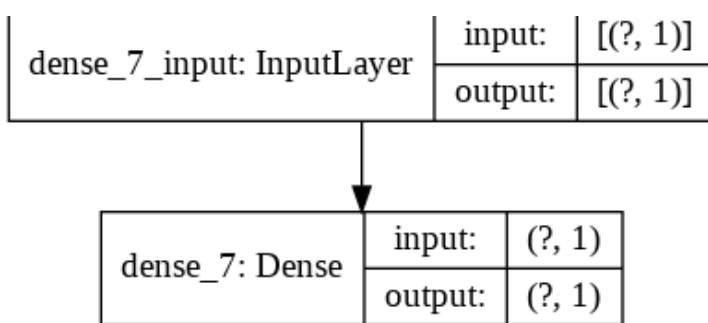 dense_7_input: InputLayer
input: [(?, 1)]
output: [(?, 1)]
dense_7: Dense
input: (?, 1)
output: (?, 1)